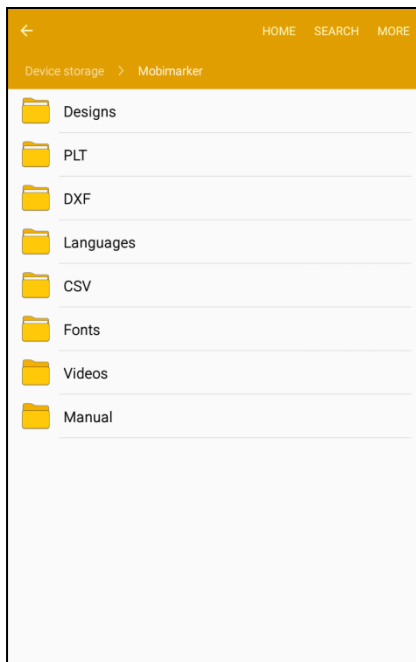 HOME SEARCH MORE
Device storage > Mobimarker
Designs
PLT
DXF
Languages
CSV
Fonts
Videos
Manual